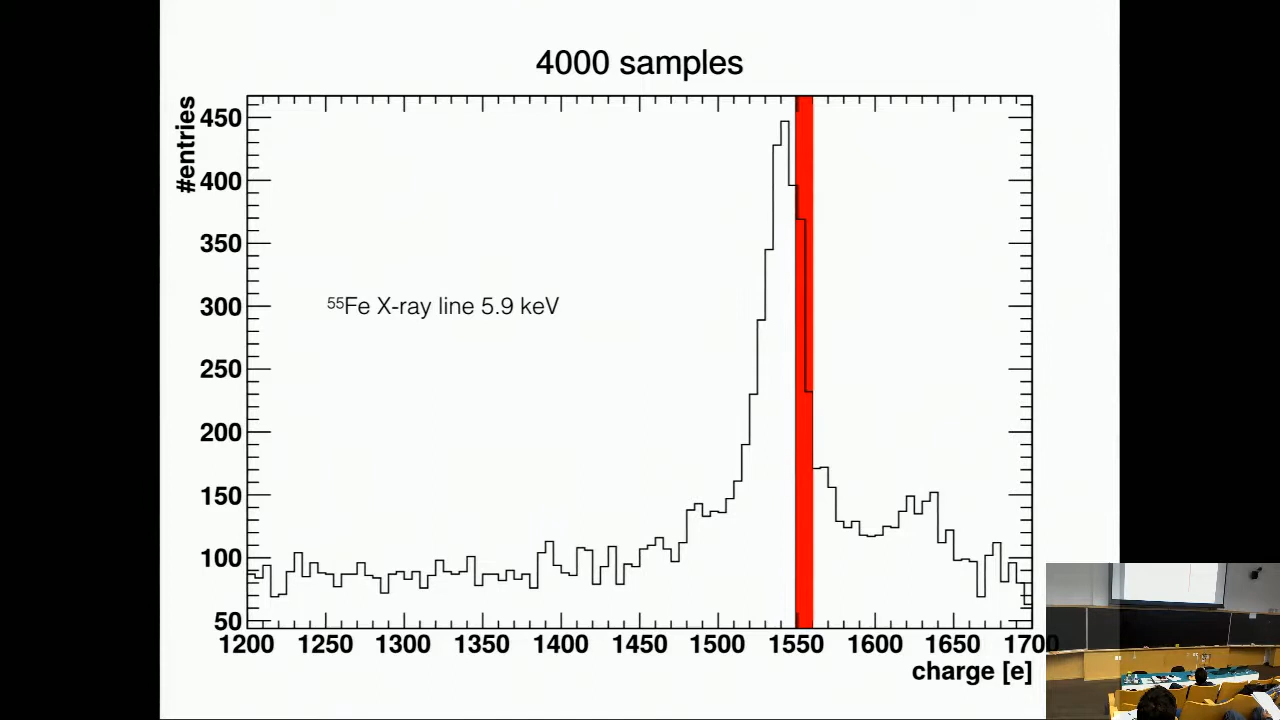 4000 samples
#entries
450
400
350
300
250
200
150
100
50
⁵⁵Fe X-ray line 5.9 keV
1200 1250 1300 1350 1400 1450 1500 1550 1600 1650 1700
charge [e]